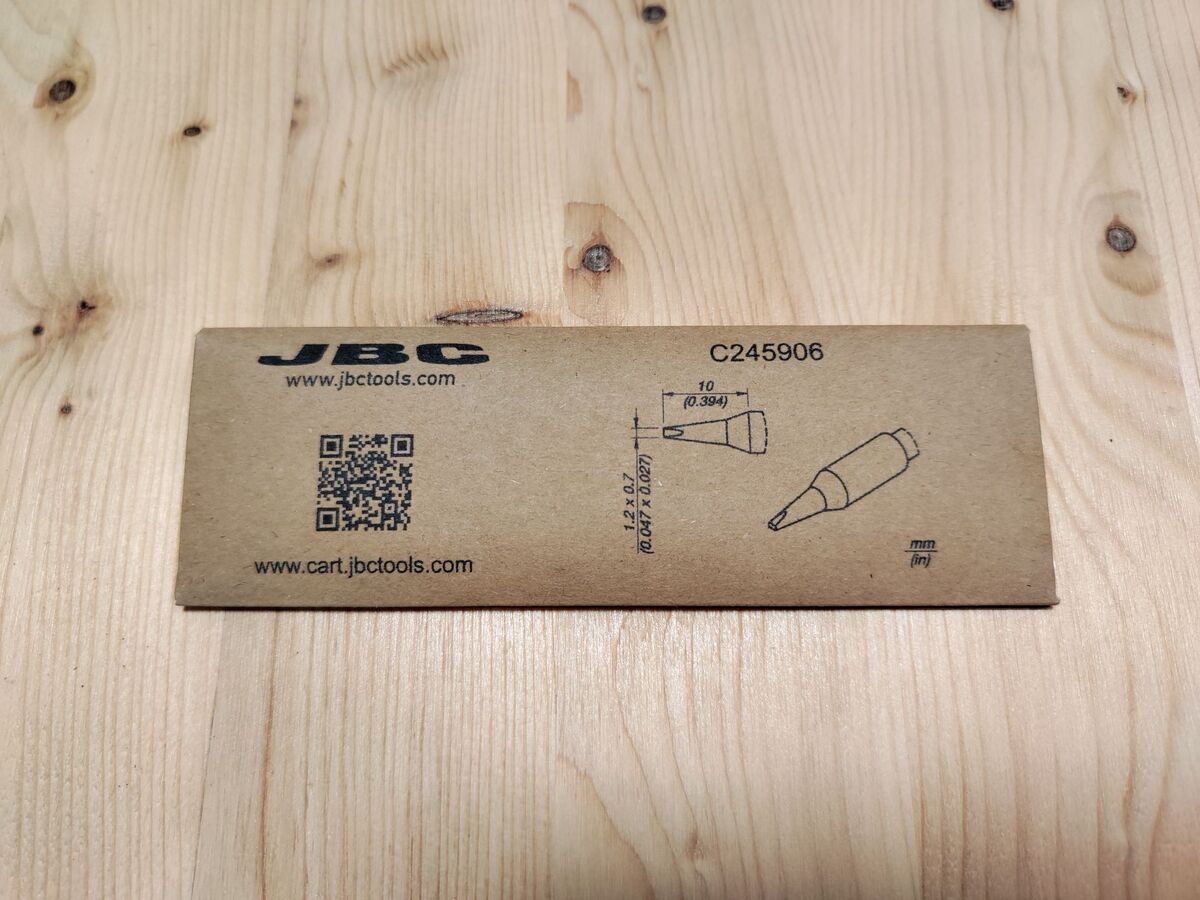 JBC
www.jbctools.com
www.cart.jbctools.com
C245906
10
(0.394)
1.2 x 0.7
(0.047 x 0.027)
mm
(in)